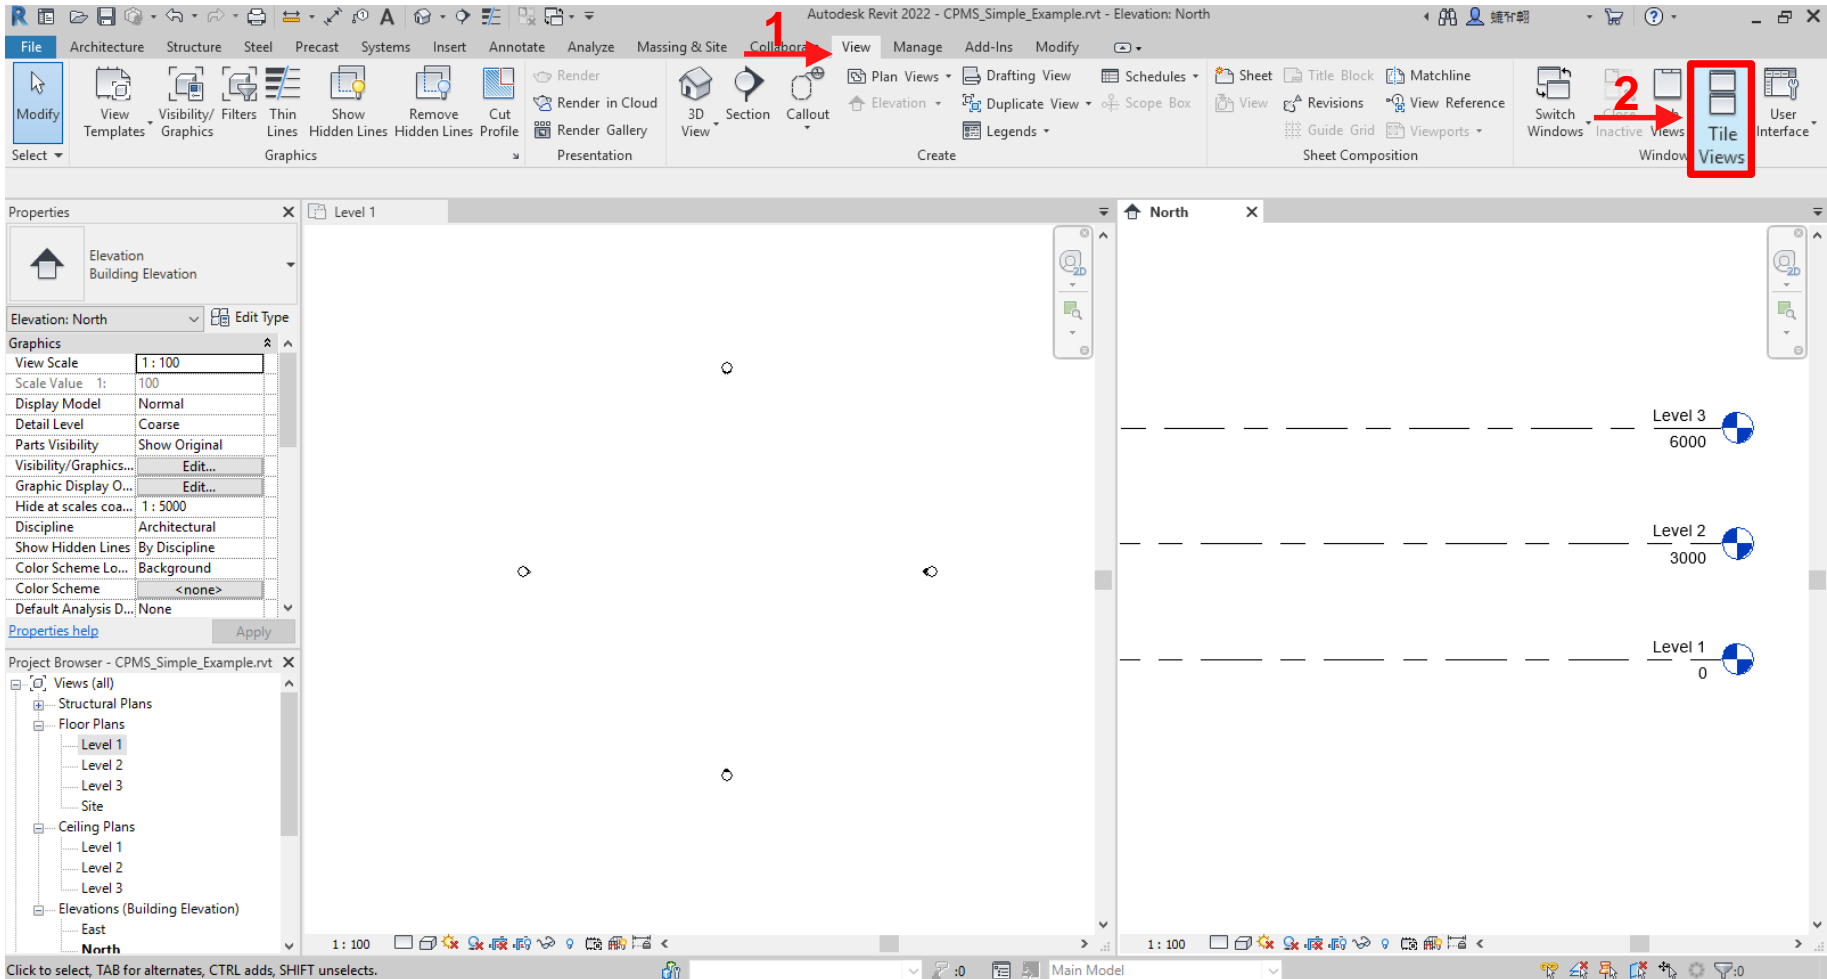 Autodesk Revit 2022 - CPMS_Simple_Example.rvt - Elevation: North
1
File Architecture Structure Steel Precast Systems Insert Annotate Analyze Massing & Site Collaborate View Manage Add-Ins Modify
Modify
Select
View Templates
Visibility/ Graphics
Filters
Thin Lines
Show Hidden Lines
Remove Hidden Lines
Cut Profile
Graphics
Render
Render in Cloud
Render Gallery
Presentation
3D View
Section
Callout
Plan Views
Elevation
Drafting View
Duplicate View
Legends
Schedules
Scope Box
Create
Sheet
View
Title Block
Revisions
Guide Grid
Matchline
View Reference
Viewports
Sheet Composition
Switch Windows
Inactive
Views
2
Tile Views
User Interface
Window
Properties
Elevation
Building Elevation
Elevation: North
Edit Type
Graphics
View Scale 1 : 100
Scale Value 1: 100
Display Model Normal
Detail Level Coarse
Parts Visibility Show Original
Visibility/Graphics... Edit...
Graphic Display O... Edit...
Hide at scales coa... 1 : 5000
Discipline Architectural
Show Hidden Lines By Discipline
Color Scheme Lo... Background
Color Scheme <none>
Default Analysis D... None
Properties help Apply
Project Browser - CPMS_Simple_Example.rvt
Views (all)
Structural Plans
Floor Plans
Level 1
Level 2
Level 3
Site
Ceiling Plans
Level 1
Level 2
Level 3
Elevations (Building Elevation)
East
North
Level 1
2D
1 : 100
North
2D
Level 3
6000
Level 2
3000
Level 1
0
1 : 100
Click to select, TAB for alternates, CTRL adds, SHIFT unselects.
:0
Main Model
:0